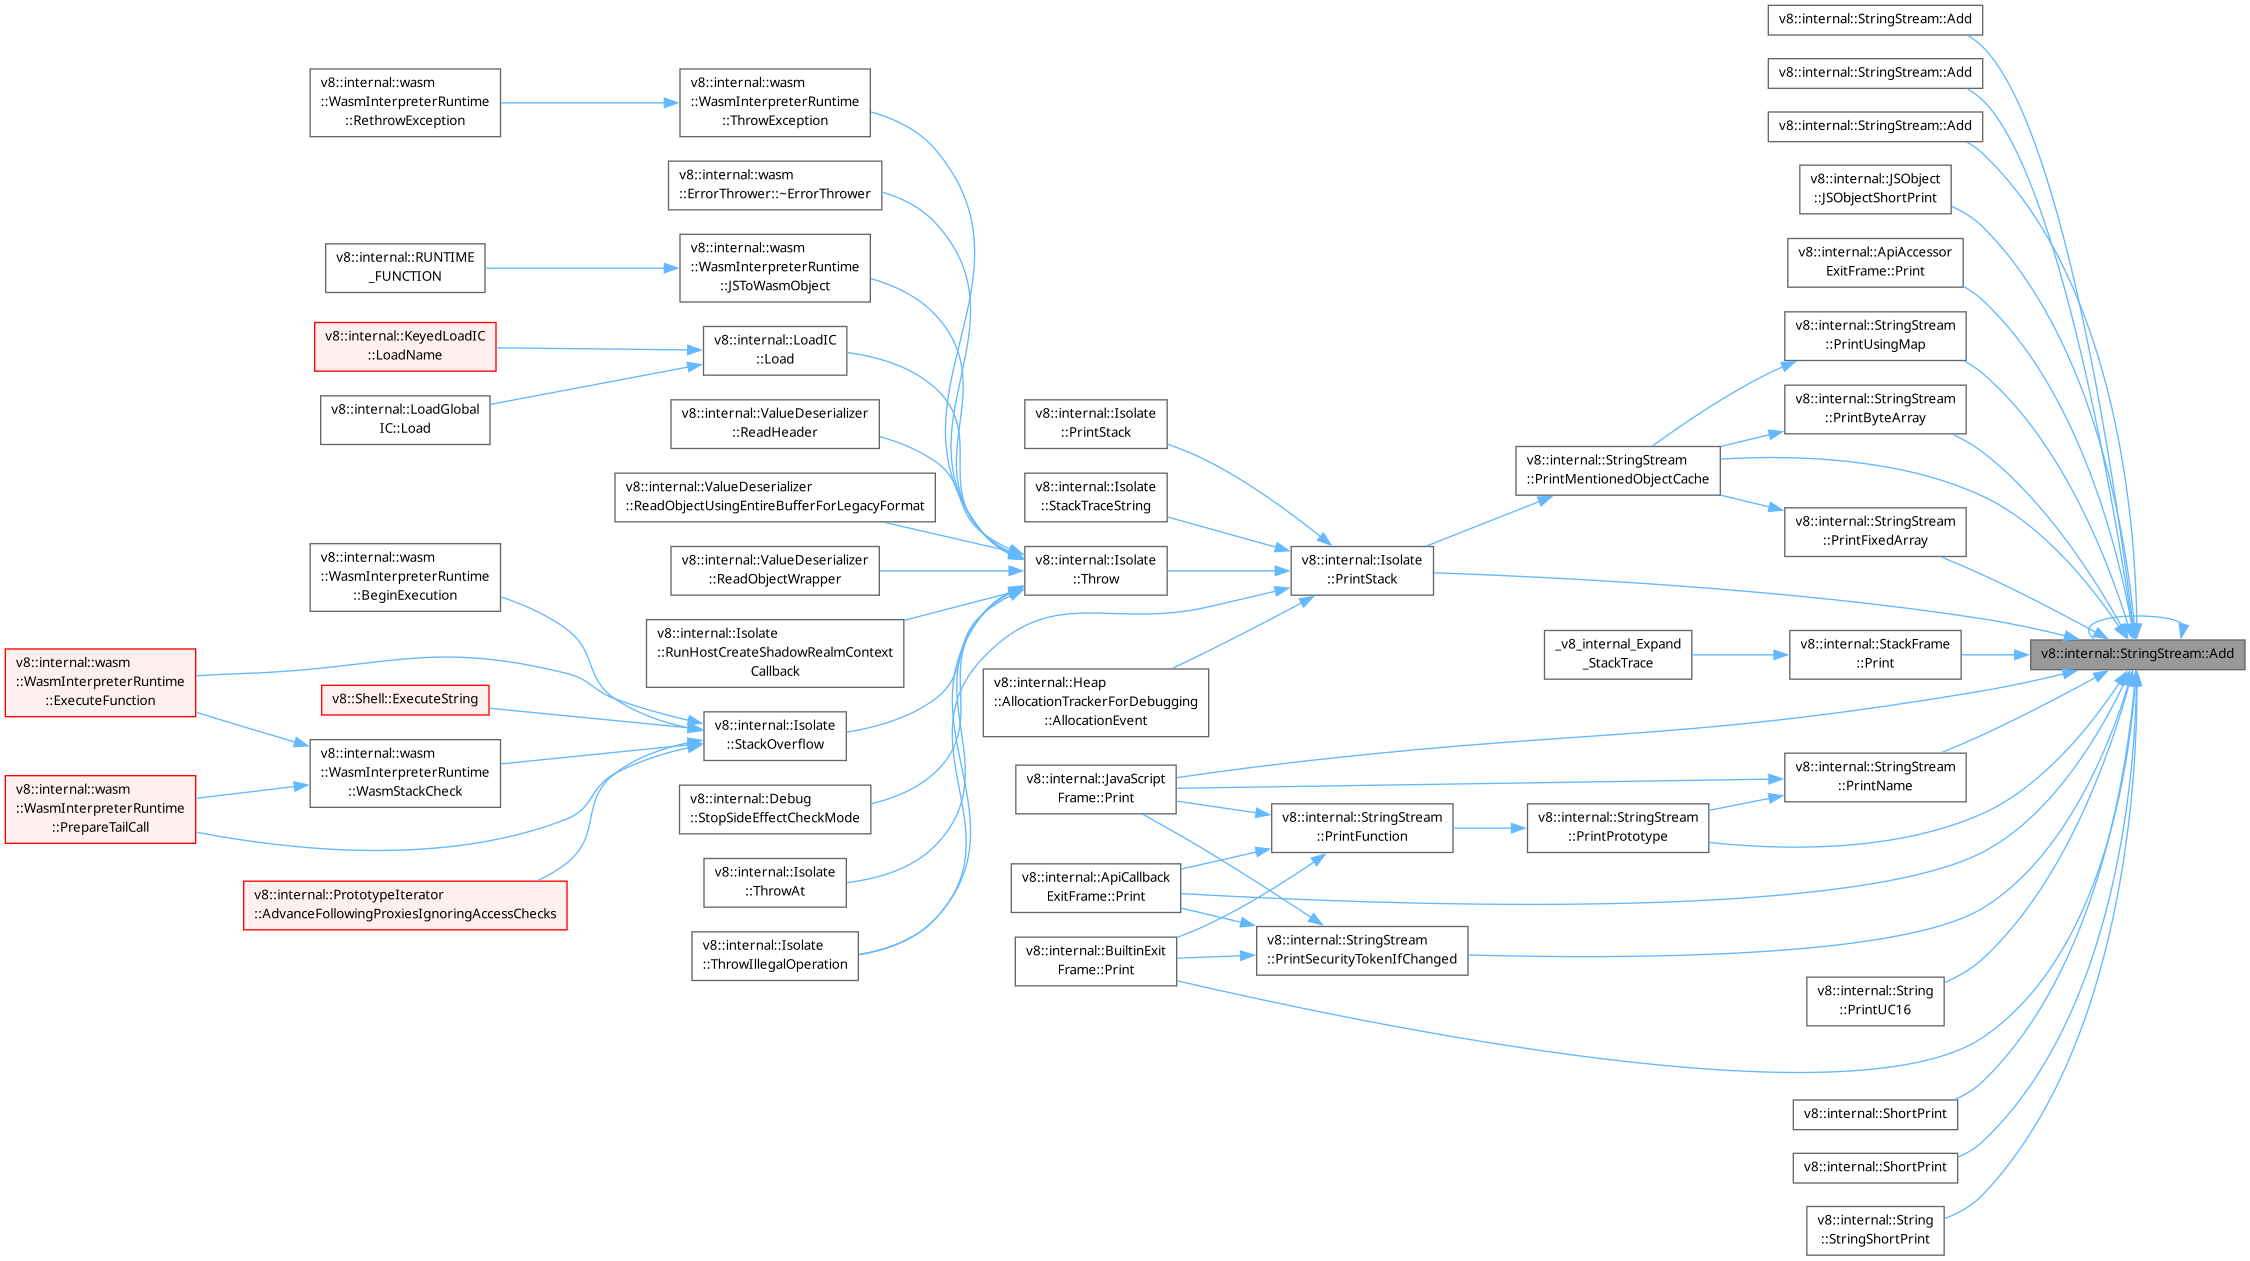 v8::internal::StringStream::Add
v8::internal::StringStream::Add
v8::internal::StringStream::Add
v8::internal::JSObject
::JSObjectShortPrint
v8::internal::ApiAccessor
ExitFrame::Print
v8::internal::StringStream
::PrintUsingMap
v8::internal::StringStream
::PrintByteArray
v8::internal::StringStream
::PrintMentionedObjectCache
v8::internal::StringStream
::PrintFixedArray
v8::internal::StringStream::Add
v8::internal::StackFrame
::Print
_v8_internal_Expand
_StackTrace
v8::internal::StringStream
::PrintName
v8::internal::StringStream
::PrintPrototype
v8::internal::String
::PrintUC16
v8::internal::ShortPrint
v8::internal::ShortPrint
v8::internal::String
::StringShortPrint
v8::internal::Isolate
::PrintStack
v8::internal::StringStream
::PrintFunction
v8::internal::StringStream
::PrintSecurityTokenIfChanged
v8::internal::Isolate
::PrintStack
v8::internal::Isolate
::StackTraceString
v8::internal::Isolate
::Throw
v8::internal::Heap
::AllocationTrackerForDebugging
::AllocationEvent
v8::internal::JavaScript
Frame::Print
v8::internal::ApiCallback
ExitFrame::Print
v8::internal::BuiltinExit
Frame::Print
v8::internal::wasm
::WasmInterpreterRuntime
::ThrowException
v8::internal::wasm
::ErrorThrower::~ErrorThrower
v8::internal::wasm
::WasmInterpreterRuntime
::JSToWasmObject
v8::internal::LoadIC
::Load
v8::internal::ValueDeserializer
::ReadHeader
v8::internal::ValueDeserializer
::ReadObjectUsingEntireBufferForLegacyFormat
v8::internal::ValueDeserializer
::ReadObjectWrapper
v8::internal::Isolate
::RunHostCreateShadowRealmContext
Callback
v8::internal::Isolate
::StackOverflow
v8::internal::Debug
::StopSideEffectCheckMode
v8::internal::Isolate
::ThrowAt
v8::internal::Isolate
::ThrowIllegalOperation
v8::internal::wasm
::WasmInterpreterRuntime
::RethrowException
v8::internal::RUNTIME
_FUNCTION
v8::internal::KeyedLoadIC
::LoadName
v8::internal::LoadGlobal
IC::Load
v8::internal::wasm
::WasmInterpreterRuntime
::BeginExecution
v8::internal::wasm
::WasmInterpreterRuntime
::ExecuteFunction
v8::Shell::ExecuteString
v8::internal::wasm
::WasmInterpreterRuntime
::WasmStackCheck
v8::internal::wasm
::WasmInterpreterRuntime
::PrepareTailCall
v8::internal::PrototypeIterator
::AdvanceFollowingProxiesIgnoringAccessChecks